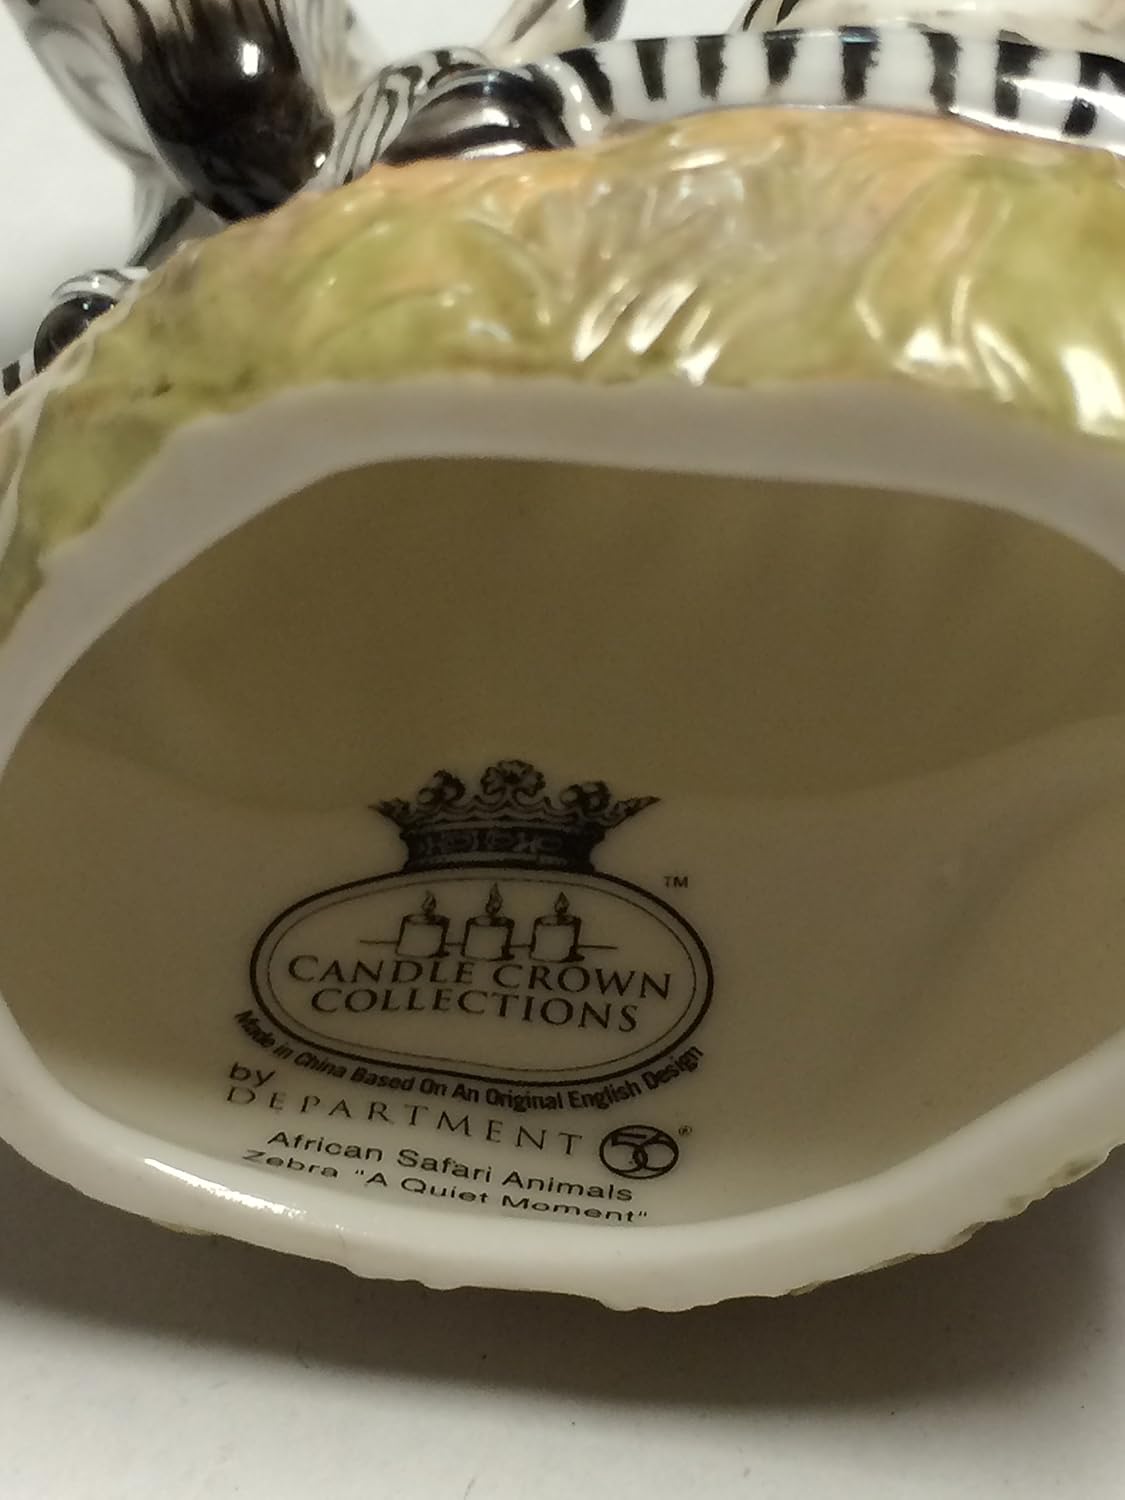 TM
CANDLE CROWN
COLLECTIONS
Made in China Based On An Original English Design
by
DEPARTMENT 56®
African Safari Animals
Zebra "A Quiet Moment"